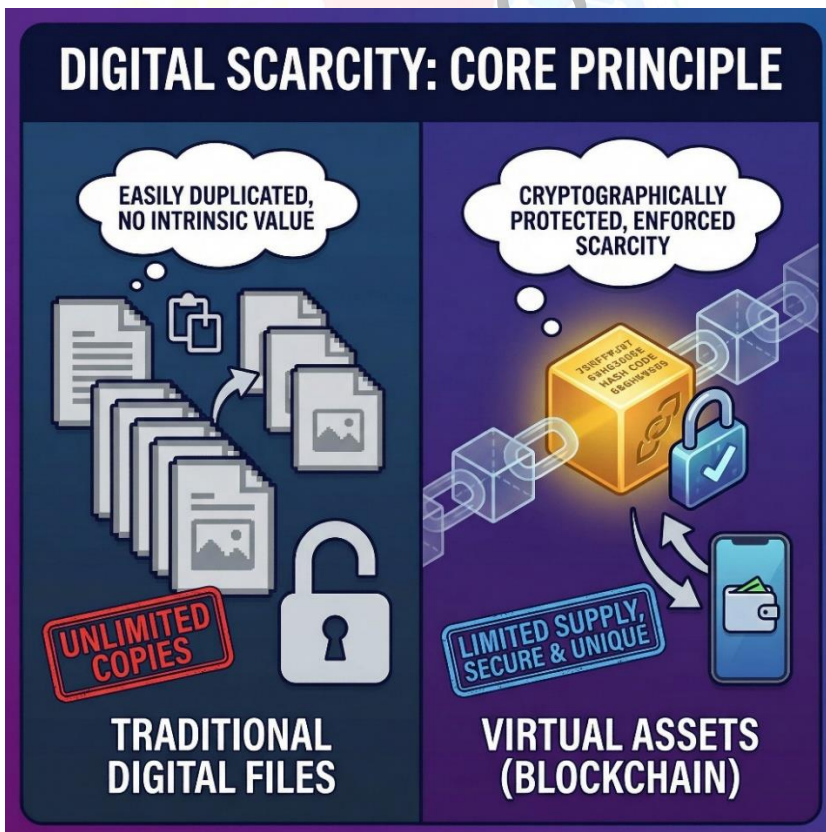 DIGITAL SCARCITY: CORE PRINCIPLE
EASILY DUPLICATED,
NO INTRINSIC VALUE
UNLIMITED
COPIES
TRADITIONAL
DIGITAL FILES
CRYPTOGRAPHICALLY
PROTECTED, ENFORCED
SCARCITY
HASH CODE
LIMITED SUPPLY,
SECURE & UNIQUE
VIRTUAL ASSETS
(BLOCKCHAIN)